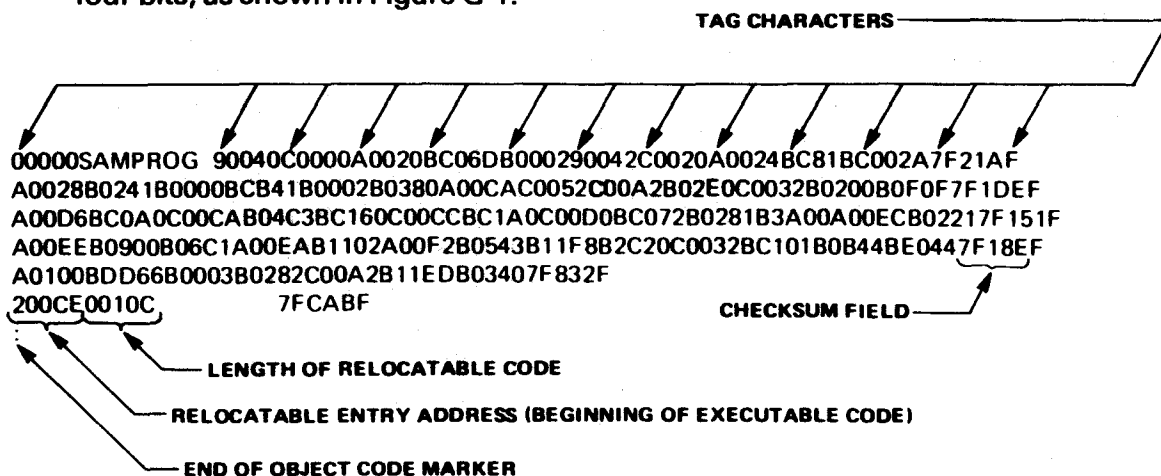 four bits, as shown in Figure G-1.
TAG CHARACTERS
00000SAMPROG 90040C0000A0020BC06DB000290042C0020A0024BC81BC002A7F21AF
A0028B0241B0000BCB41B0002B0380A00CAC0052C00A2B02E0C0032B0200B0F0F7F1DEF
A00D6BC0A0C00CAB04C3BC160C00CCBC1A0C00D0BC072B0281B3A00A00ECB02217F151F
A00EEB0900B06C1A00EAB1102A00F2B0543B11F8B2C20C0032BC101B0B44BE0447F18EF
A0100BDD66B0003B0282C00A2B11EDB03407F832F
200CE0010C 7FCABF
CHECKSUM FIELD
:
LENGTH OF RELOCATABLE CODE
RELOCATABLE ENTRY ADDRESS (BEGINNING OF EXECUTABLE CODE)
END OF OBJECT CODE MARKER